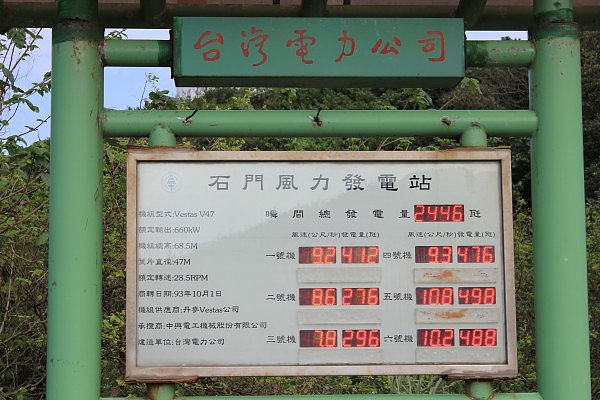 台灣電力公司
石門風力發電站
機組型式:Vestas V47
額定輸出:660kW
機組總高:68.5M
葉片直徑:47M
額定轉速:28.5RPM
商轉日期:93年10月1日
機組供應商:丹麥Vestas公司
承攬商:中興電工機械股份有限公司
建造單位:台灣電力公司
瞬間總發電量 2446 瓩
風速(公尺/秒)發電量(瓩) 風速(公尺/秒)發電量(瓩)
一號機 9.2 412 四號機 9.3 476
二號機 8.6 276 五號機 10.8 498
三號機 7.8 296 六號機 10.2 488